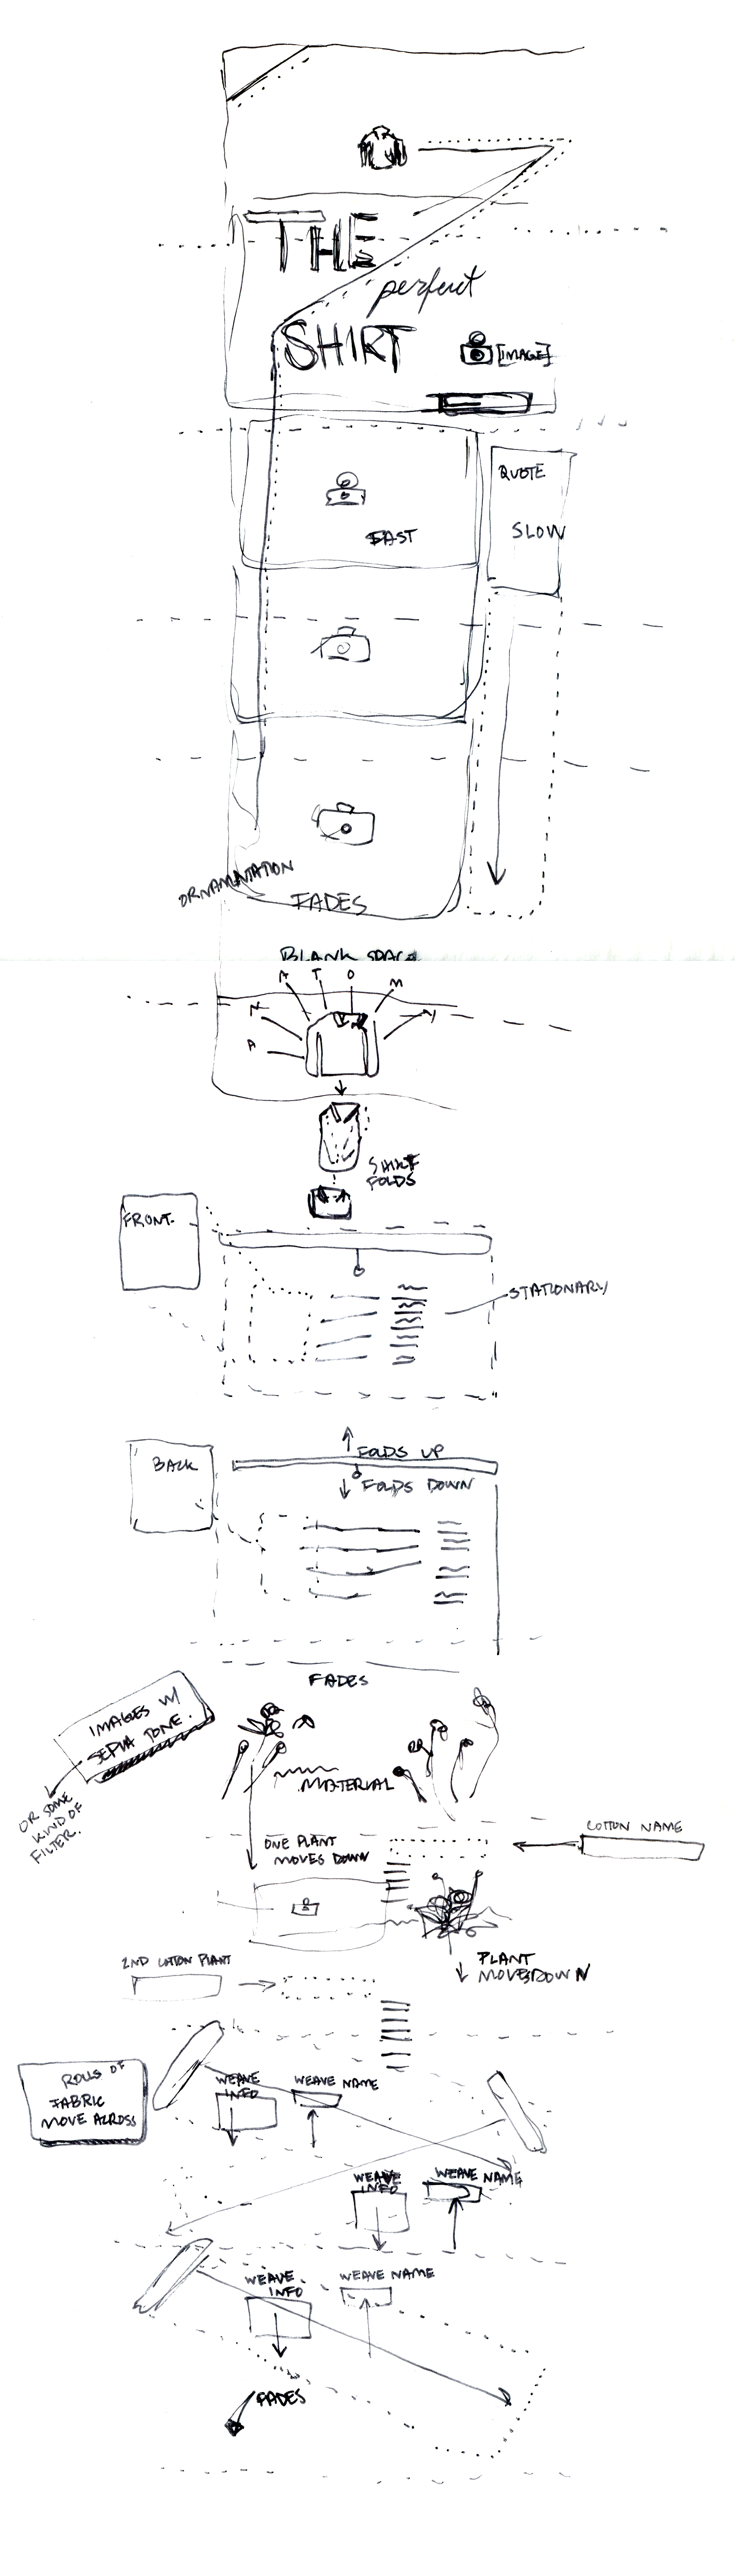 THE
perfect
SHIRT
[IMAGE]
QUOTE
SLOW
FAST
ORNAMENTATION
FADES
BLANK SPACE
A N A T O M Y
SHIRT
FOLDS
FRONT
STATIONARY
BACK
FOLDS UP
FOLDS DOWN
FADES
IMAGES W/
SEPIA TONE.
OR SOME
KIND OF
FILTER.
MATERIAL
COTTON NAME
ONE PLANT
MOVES DOWN
PLANT
MOVES DOWN
2ND COTTON PLANT
ROLLS OF
FABRIC
MOVE ACROSS
WEAVE
INFO
WEAVE NAME
WEAVE
INFO
WEAVE NAME
WEAVE
INFO
WEAVE NAME
FADES